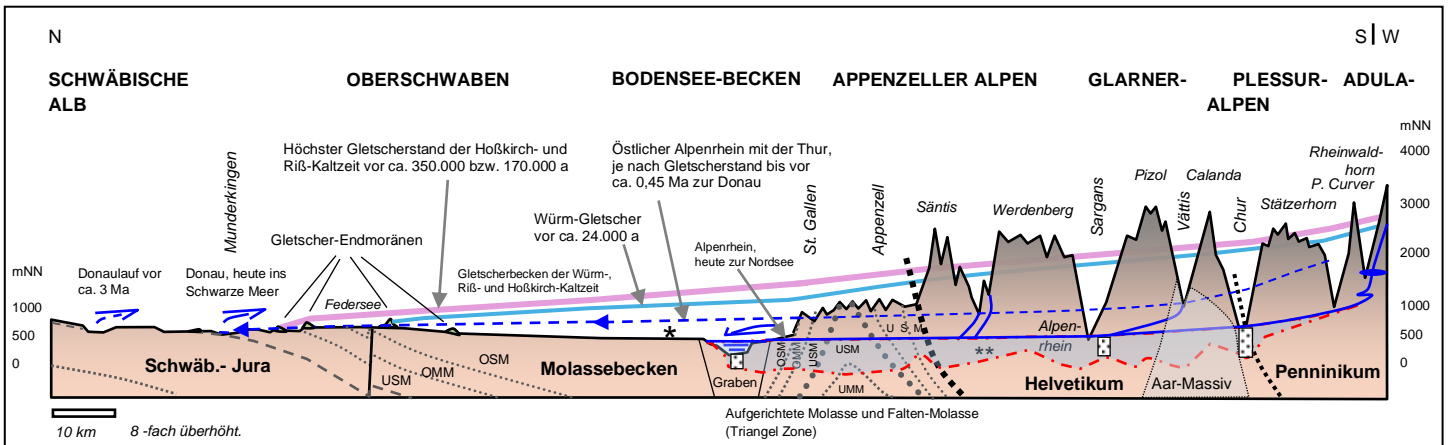 N
S | W
SCHWÄBISCHE
ALB
OBERSCHWABEN
BODENSEE-BECKEN
APPENZELLER ALPEN
GLARNER-
PLESSUR-
ALPEN
ADULA-
mNN
4000
3000
2000
1000
500
0
Höchster Gletscherstand der Hoßkirch- und
Riß-Kaltzeit vor ca. 350.000 bzw. 170.000 a
Östlicher Alpenrhein mit der Thur,
je nach Gletscherstand bis vor
ca. 0,45 Ma zur Donau
Würm-Gletscher
vor ca. 24.000 a
Munderkingen
Gletscher-Endmoränen
St. Gallen
Appenzell
Säntis
Werdenberg
Sargans
Pizol
Vättis
Calanda
Chur
Stätzerhorn
Rheinwald-
horn
P. Curver
mNN
1000
500
0
Donaulauf vor
ca. 3 Ma
Donau, heute ins
Schwarze Meer
Federsee
Gletscherbecken der Würm-,
Riß- und Hoßkirch-Kaltzeit
Alpenrhein,
heute zur Nordsee
*
Schwäb.- Jura
USM
OMM
OSM
Molassebecken
Graben
OSM
OMM
USM
USM
UMM
U S M
**
Alpen-
rhein
Helvetikum
Aar-Massiv
Penninikum
Aufgerichtete Molasse und Falten-Molasse
(Triangel Zone)
10 km
8 -fach überhöht.